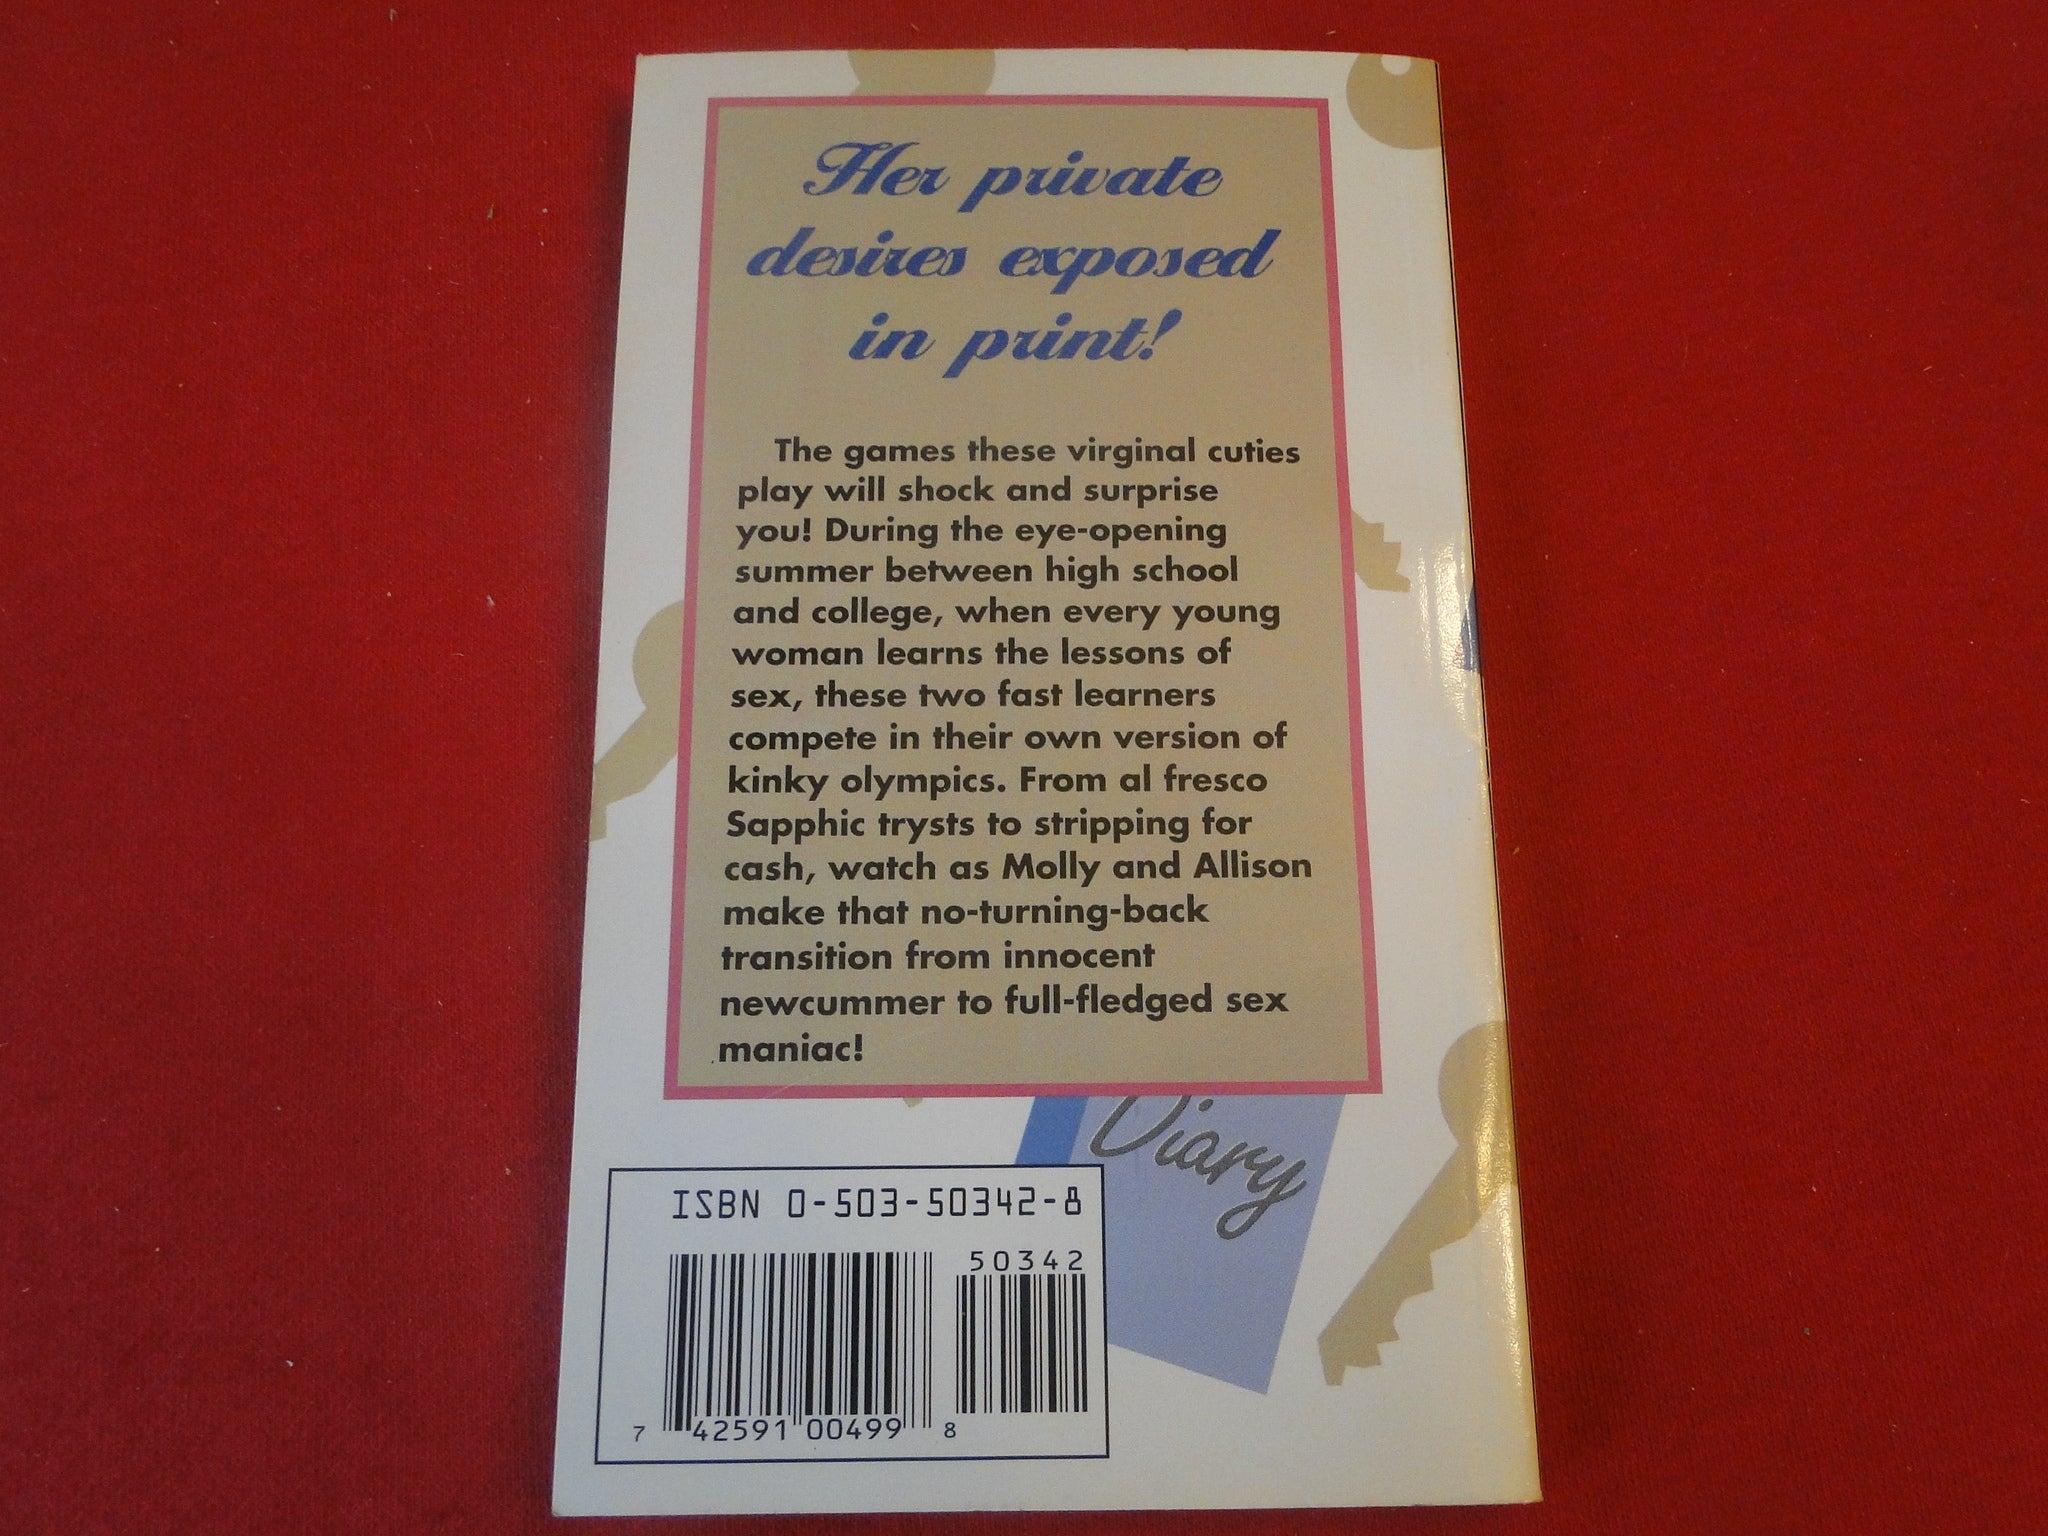 Her private
desires exposed
in print!
The games these virginal cuties
play will shock and surprise
you! During the eye-opening
summer between high school
and college, when every young
woman learns the lessons of
sex, these two fast learners
compete in their own version of
kinky olympics. From al fresco
Sapphic trysts to stripping for
cash, watch as Molly and Allison
make that no-turning-back
transition from innocent
newcummer to full-fledged sex
maniac!
Diary
ISBN 0-503-50342-8
50342
7 42591 00499 8